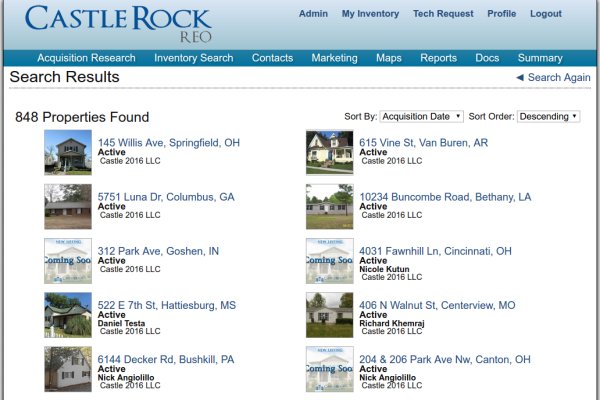 CASTLE ROCK
REO
Admin My Inventory Tech Request Profile Logout
Acquisition Research Inventory Search Contacts Marketing Maps Reports Docs Summary
Search Results
◄ Search Again
848 Properties Found
Sort By: Acquisition Date Sort Order: Descending
145 Willis Ave, Springfield, OH
Active
Castle 2016 LLC
615 Vine St, Van Buren, AR
Active
Castle 2016 LLC
5751 Luna Dr, Columbus, GA
Active
Castle 2016 LLC
10234 Buncombe Road, Bethany, LA
Active
Castle 2016 LLC
NEW LISTING
Coming Soo
312 Park Ave, Goshen, IN
Active
Castle 2016 LLC
NEW LISTING
Coming Soo
4031 Fawnhill Ln, Cincinnati, OH
Active
Nicole Kutun
Castle 2016 LLC
522 E 7th St, Hattiesburg, MS
Active
Daniel Testa
Castle 2016 LLC
406 N Walnut St, Centerview, MO
Active
Richard Khemraj
Castle 2016 LLC
6144 Decker Rd, Bushkill, PA
Active
Nick Angiolillo
Castle 2016 LLC
NEW LISTING
Coming Soo
204 & 206 Park Ave Nw, Canton, OH
Active
Nick Angiolillo
Castle 2016 LLC